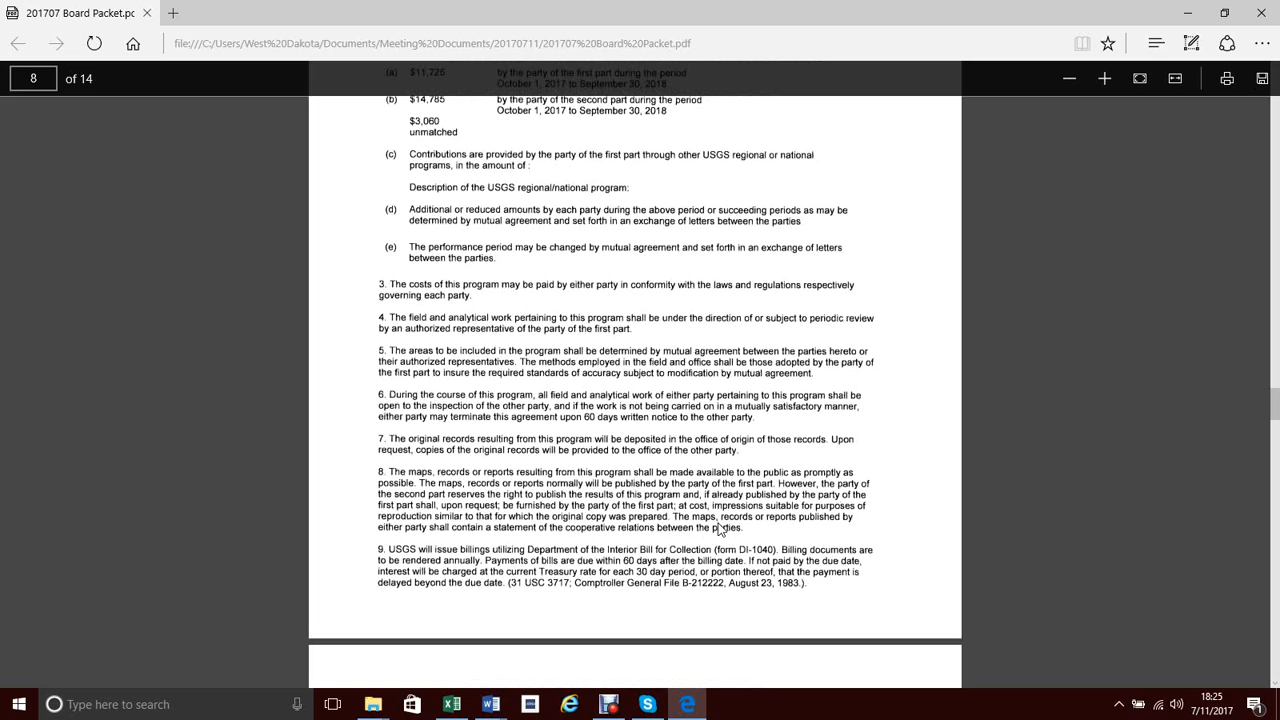 201707 Board Packet.pc
file:///C:/Users/West%20Dakota/Documents/Meeting%20Documents/20170711/201707%20Board%20Packet.pdf
8 of 14
(a) $11,725 by the party of the first part during the period
October 1, 2017 to September 30, 2018
(b) $14,785 by the party of the second part during the period
October 1, 2017 to September 30, 2018
$3,060
unmatched
(c) Contributions are provided by the party of the first part through other USGS regional or national
programs, in the amount of :
Description of the USGS regional/national program:
(d) Additional or reduced amounts by each party during the above period or succeeding periods as may be
determined by mutual agreement and set forth in an exchange of letters between the parties
(e) The performance period may be changed by mutual agreement and set forth in an exchange of letters
between the parties.
3. The costs of this program may be paid by either party in conformity with the laws and regulations respectively
governing each party.
4. The field and analytical work pertaining to this program shall be under the direction of or subject to periodic review
by an authorized representative of the party of the first part.
5. The areas to be included in the program shall be determined by mutual agreement between the parties hereto or
their authorized representatives. The methods employed in the field and office shall be those adopted by the party of
the first part to insure the required standards of accuracy subject to modification by mutual agreement.
6. During the course of this program, all field and analytical work of either party pertaining to this program shall be
open to the inspection of the other party, and if the work is not being carried on in a mutually satisfactory manner,
either party may terminate this agreement upon 60 days written notice to the other party.
7. The original records resulting from this program will be deposited in the office of origin of those records. Upon
request, copies of the original records will be provided to the office of the other party.
8. The maps, records or reports resulting from this program shall be made available to the public as promptly as
possible. The maps, records or reports normally will be published by the party of the first part. However, the party of
the second part reserves the right to publish the results of this program and, if already published by the party of the
first part shall, upon request; be furnished by the party of the first part; at cost, impressions suitable for purposes of
reproduction similar to that for which the original copy was prepared. The maps, records or reports published by
either party shall contain a statement of the cooperative relations between the parties.
9. USGS will issue billings utilizing Department of the Interior Bill for Collection (form DI-1040). Billing documents are
to be rendered annually. Payments of bills are due within 60 days after the billing date. If not paid by the due date,
interest will be charged at the current Treasury rate for each 30 day period, or portion thereof, that the payment is
delayed beyond the due date. (31 USC 3717; Comptroller General File B-212222, August 23, 1983.).
Type here to search
18:25
7/11/2017